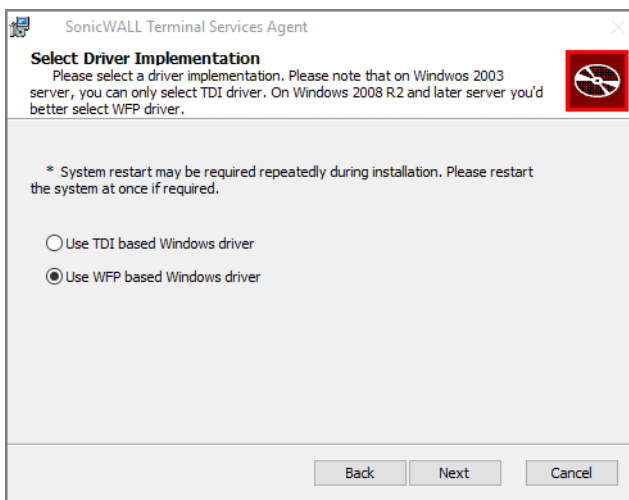 SonicWALL Terminal Services Agent
Select Driver Implementation
Please select a driver implementation. Please note that on Windwos 2003
server, you can only select TDI driver. On Windows 2008 R2 and later server you'd
better select WFP driver.
* System restart may be required repeatedly during installation. Please restart
the system at once if required.
Use TDI based Windows driver
Use WFP based Windows driver
Back Next Cancel